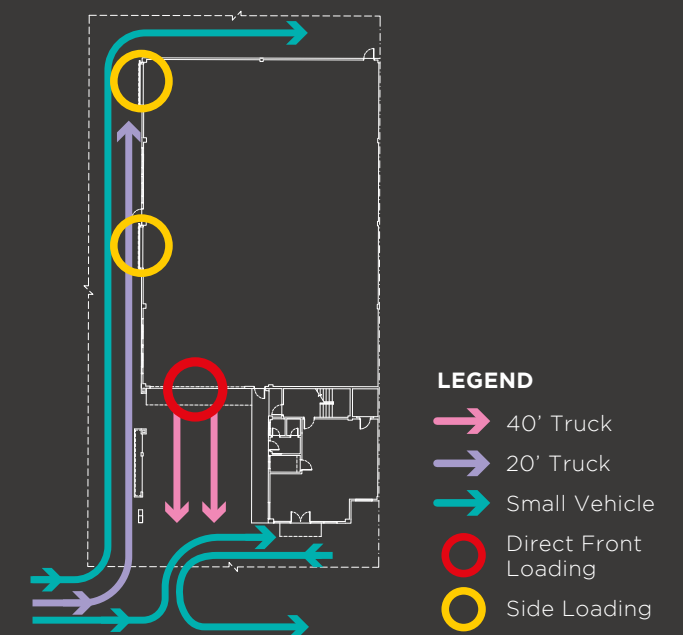 LEGEND
40’ Truck
20’ Truck
Small Vehicle
Direct Front
Loading
Side Loading